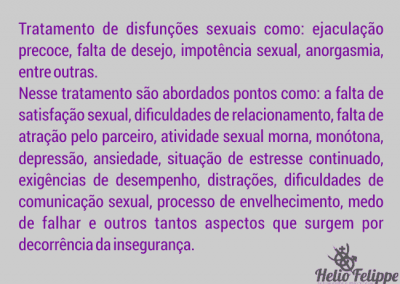 Tratamento de disfunções sexuais como: ejaculação
precoce, falta de desejo, impotência sexual, anorgasmia,
entre outras.
Nesse tratamento são abordados pontos como: a falta de
satisfação sexual, dificuldades de relacionamento, falta de
atração pelo parceiro, atividade sexual morna, monótona,
depressão, ansiedade, situação de estresse continuado,
exigências de desempenho, distrações, dificuldades de
comunicação sexual, processo de envelhecimento, medo
de falhar e outros tantos aspectos que surgem por
decorrência da insegurança.
Helio Felippe